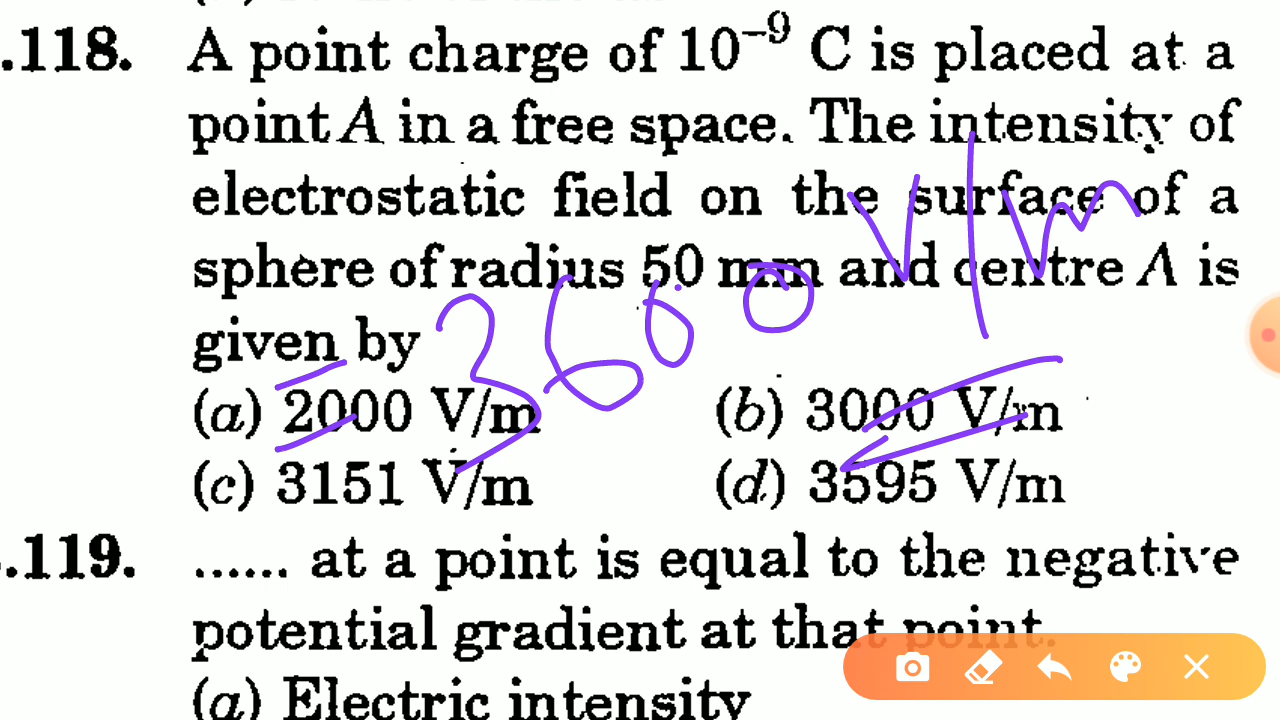 .118. A point charge of 10⁻⁹ C is placed at a
point A in a free space. The intensity of
electrostatic field on the surface of a
sphere of radius 50 mm and centre A is
given by
3600 V/m
(a) 2000 V/m (b) 3000 V/m
(c) 3151 V/m (d) 3595 V/m
.119. ...... at a point is equal to the negative
potential gradient at that point.
(a) Electric intensity